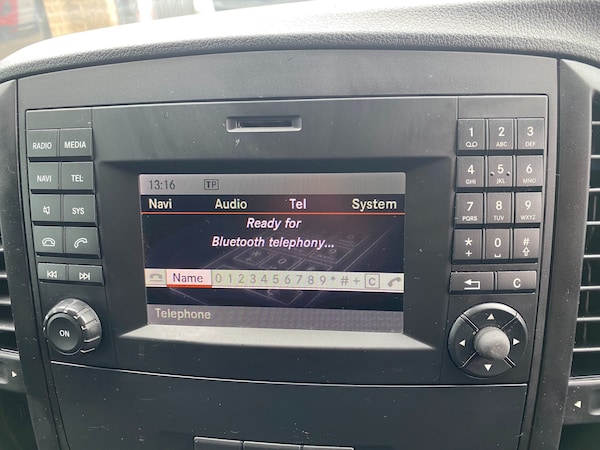 RADIO MEDIA
NAVI TEL
SYS
ON
13:16 TP
Navi Audio Tel System
Ready for
Bluetooth telephony...
Name 0 1 2 3 4 5 6 7 8 9 * # + C
Telephone
1 2 ABC 3 DEF
4 GHI 5 JKL 6 MNO
7 PQRS 8 TUV 9 WXYZ
* + 0 #
C